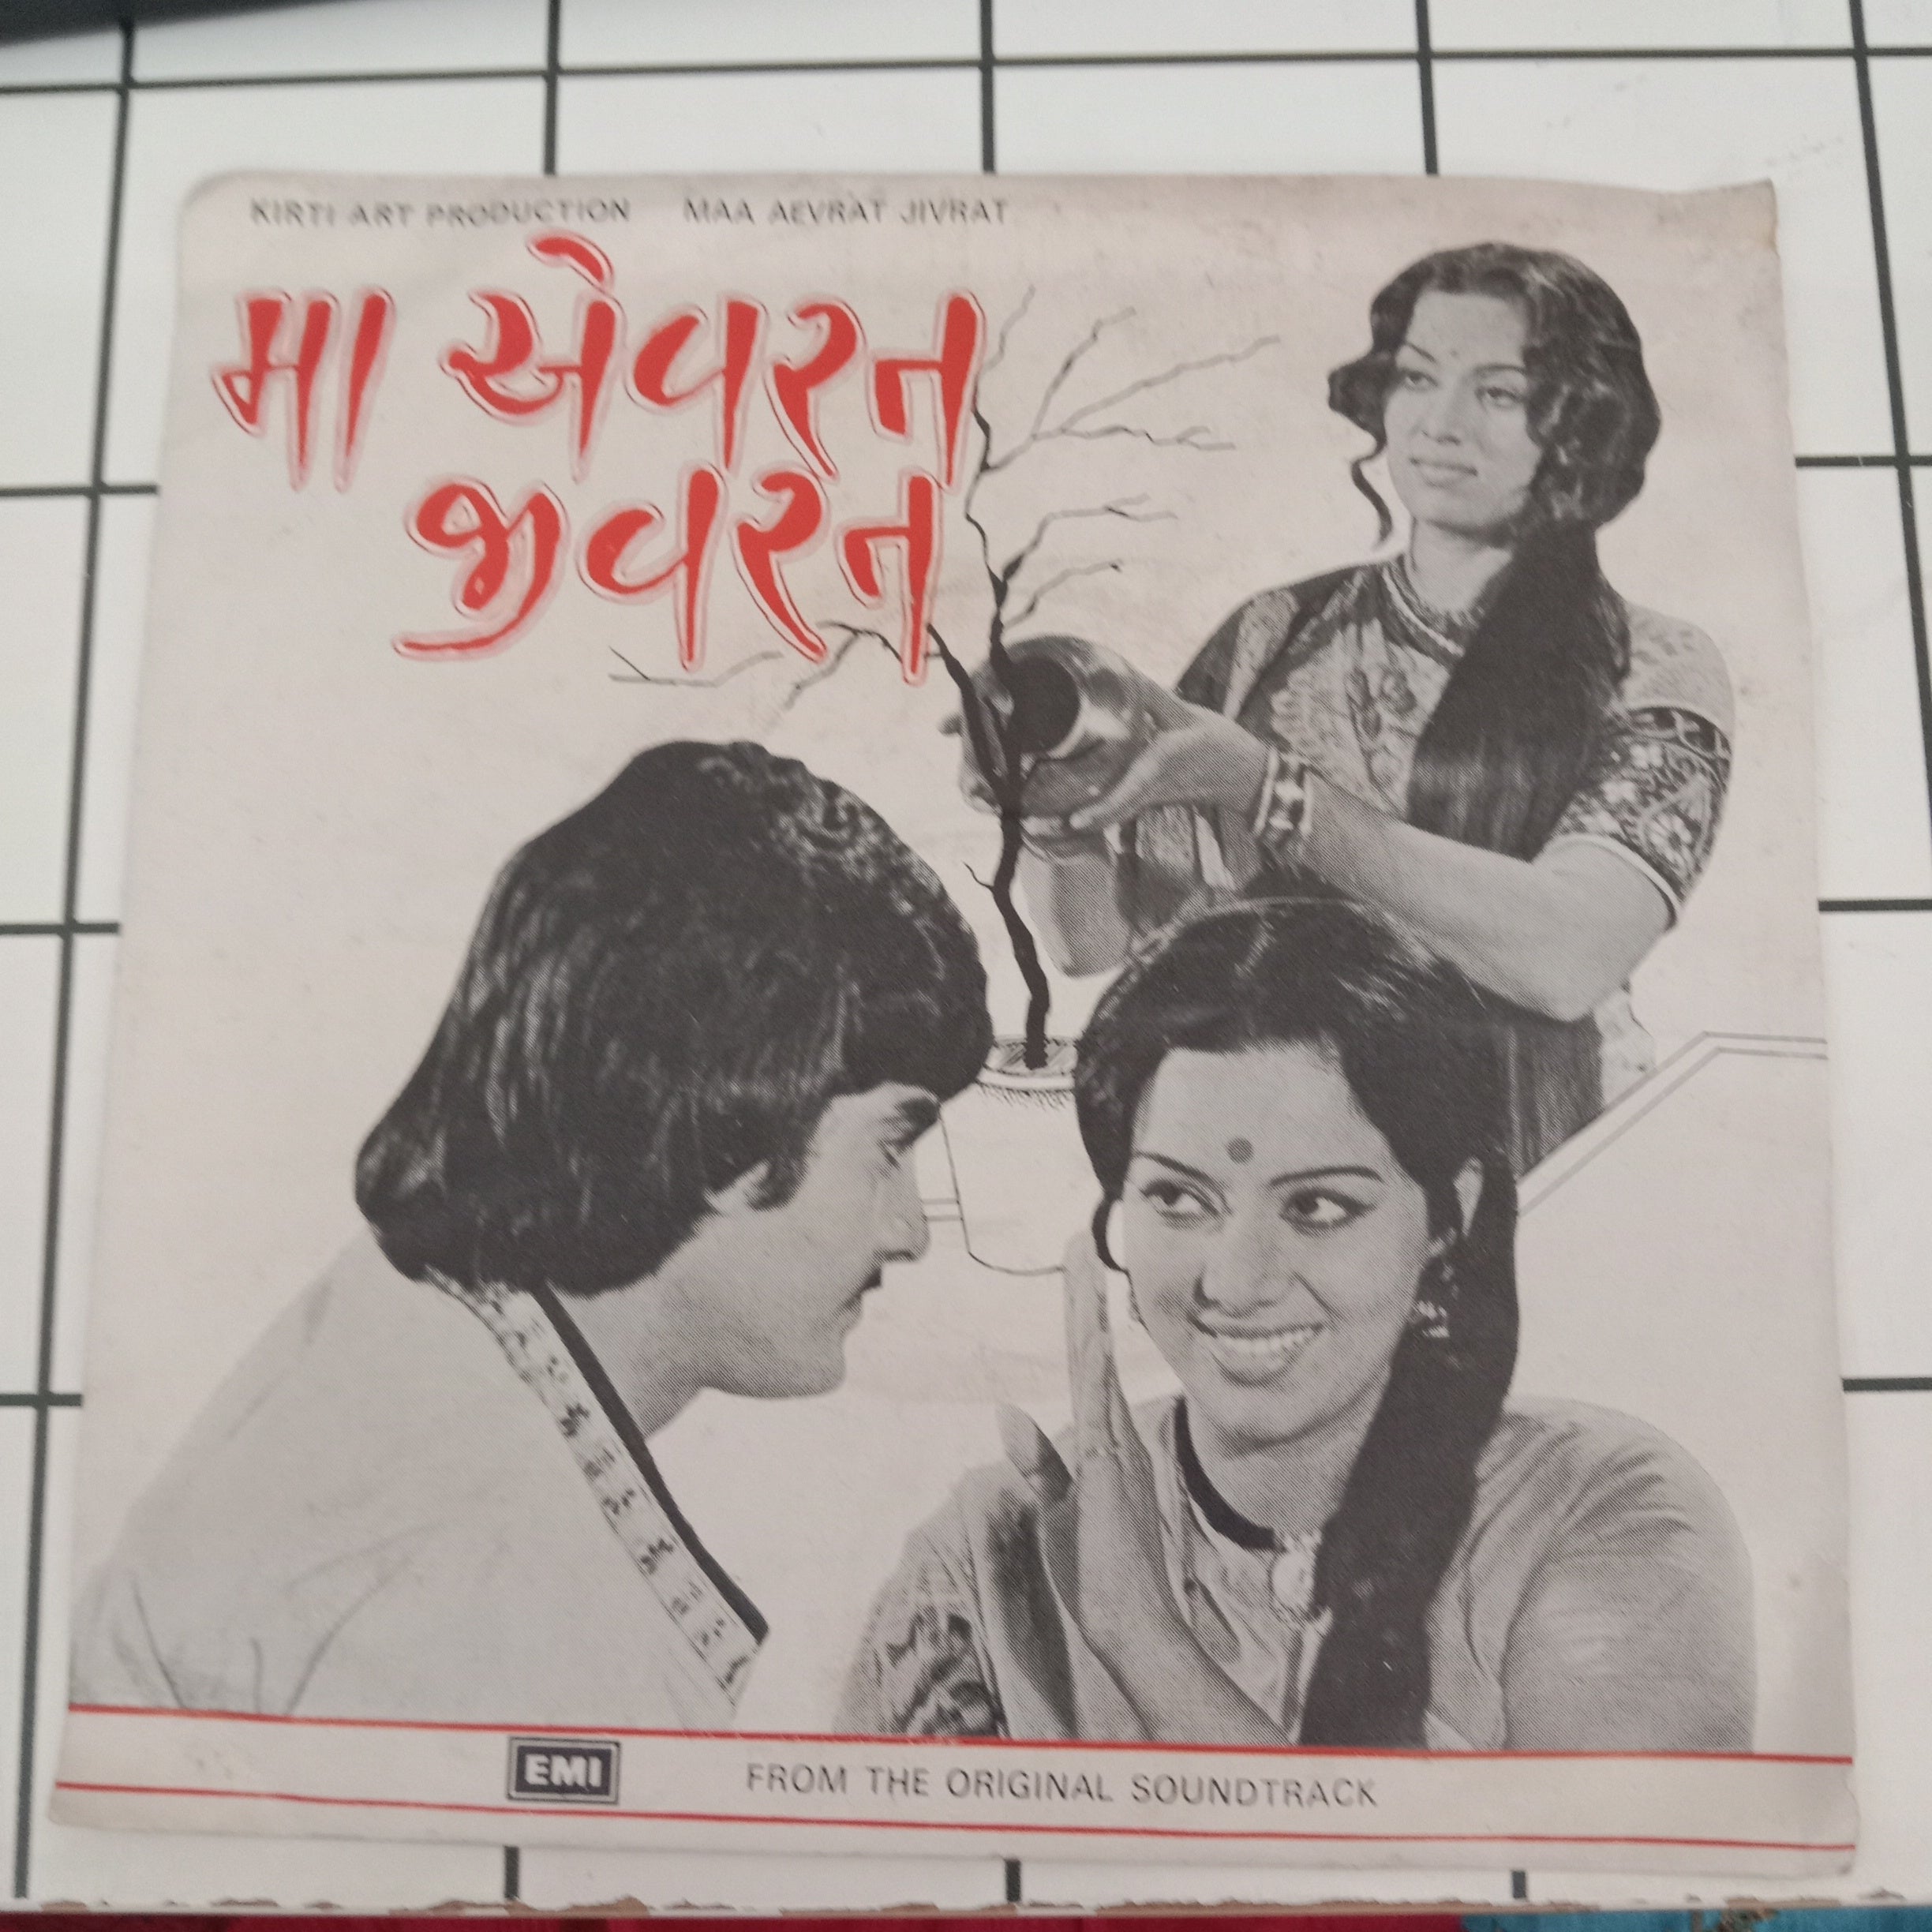 KIRTI ART PRODUCTION MAA AEVRAT JIVRAT
મા એવરત
જીવરત
EMI FROM THE ORIGINAL SOUNDTRACK